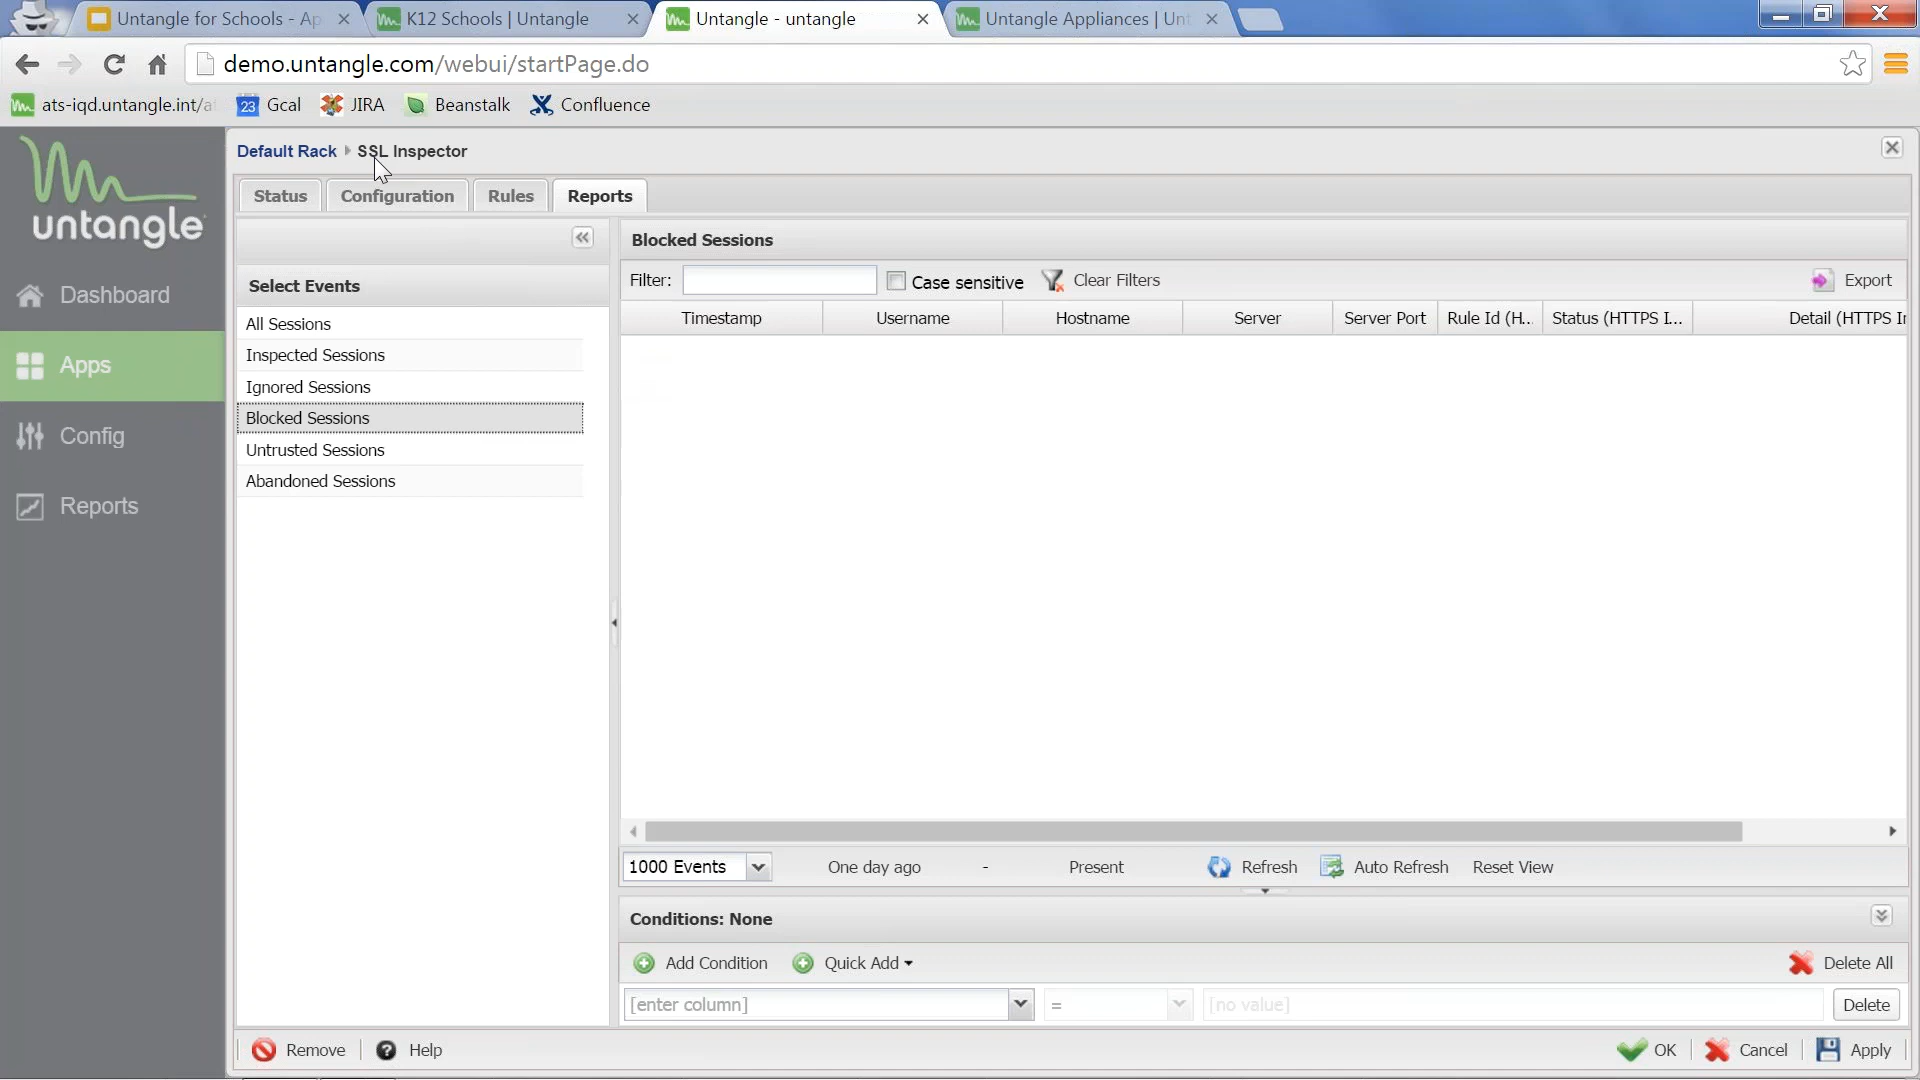 Untangle for Schools - Ap
K12 Schools | Untangle
Untangle - untangle
Untangle Appliances | Unt
demo.untangle.com/webui/startPage.do
ats-iqd.untangle.int/at
23 Gcal
JIRA
Beanstalk
Confluence
untangle
Dashboard
Apps
Config
Reports
Default Rack
SSL Inspector
Status
Configuration
Rules
Reports
Select Events
All Sessions
Inspected Sessions
Ignored Sessions
Blocked Sessions
Untrusted Sessions
Abandoned Sessions
Blocked Sessions
Filter:
Case sensitive
Clear Filters
Export
Timestamp
Username
Hostname
Server
Server Port
Rule Id (H...
Status (HTTPS I...
Detail (HTTPS In
1000 Events
One day ago
-
Present
Refresh
Auto Refresh
Reset View
Conditions: None
Add Condition
Quick Add
Delete All
[enter column]
=
[no value]
Delete
Remove
Help
OK
Cancel
Apply